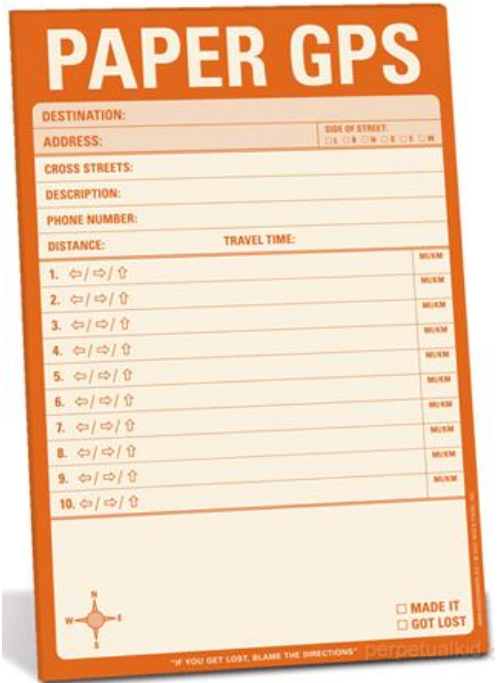 PAPER GPS
DESTINATION:
ADDRESS:
SIDE OF STREET:
□ L □ R □ N □ S □ E □ W
CROSS STREETS:
DESCRIPTION:
PHONE NUMBER:
DISTANCE: TRAVEL TIME:
MI/KM
1. ⇦ / ⇨ / ⇧
MI/KM
2. ⇦ / ⇨ / ⇧
MI/KM
3. ⇦ / ⇨ / ⇧
MI/KM
4. ⇦ / ⇨ / ⇧
MI/KM
5. ⇦ / ⇨ / ⇧
MI/KM
6. ⇦ / ⇨ / ⇧
MI/KM
7. ⇦ / ⇨ / ⇧
MI/KM
8. ⇦ / ⇨ / ⇧
MI/KM
9. ⇦ / ⇨ / ⇧
MI/KM
10. ⇦ / ⇨ / ⇧
N
W E
S
□ MADE IT
□ GOT LOST
"IF YOU GET LOST, BLAME THE DIRECTIONS"
perpetualkid